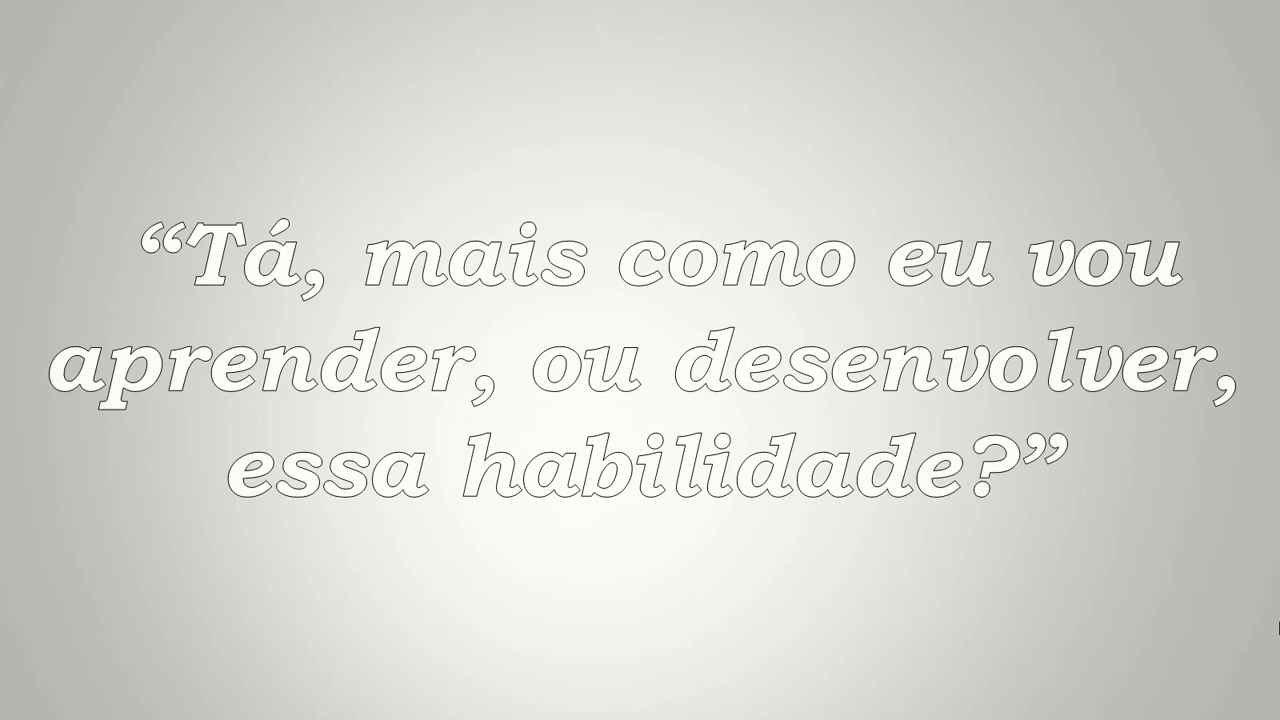 “Tá, mais como eu vou
aprender, ou desenvolver,
essa habilidade?”